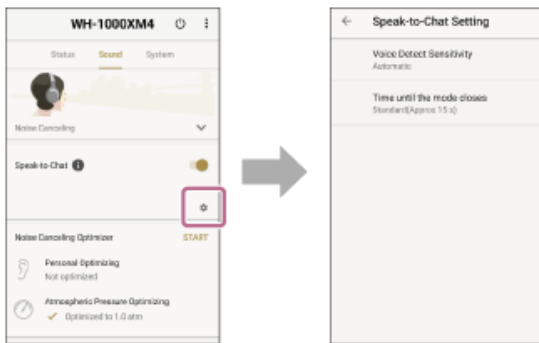 WH-1000XM4
Status Sound System
Noise Canceling
Speak-to-Chat
Noise Canceling Optimizer START
Personal Optimizing
Not optimized
Atmospheric Pressure Optimizing
Optimized to 1.0 atm
Speak-to-Chat Setting
Voice Detect Sensitivity
Automatic
Time until the mode closes
Standard(Approx 15 s)